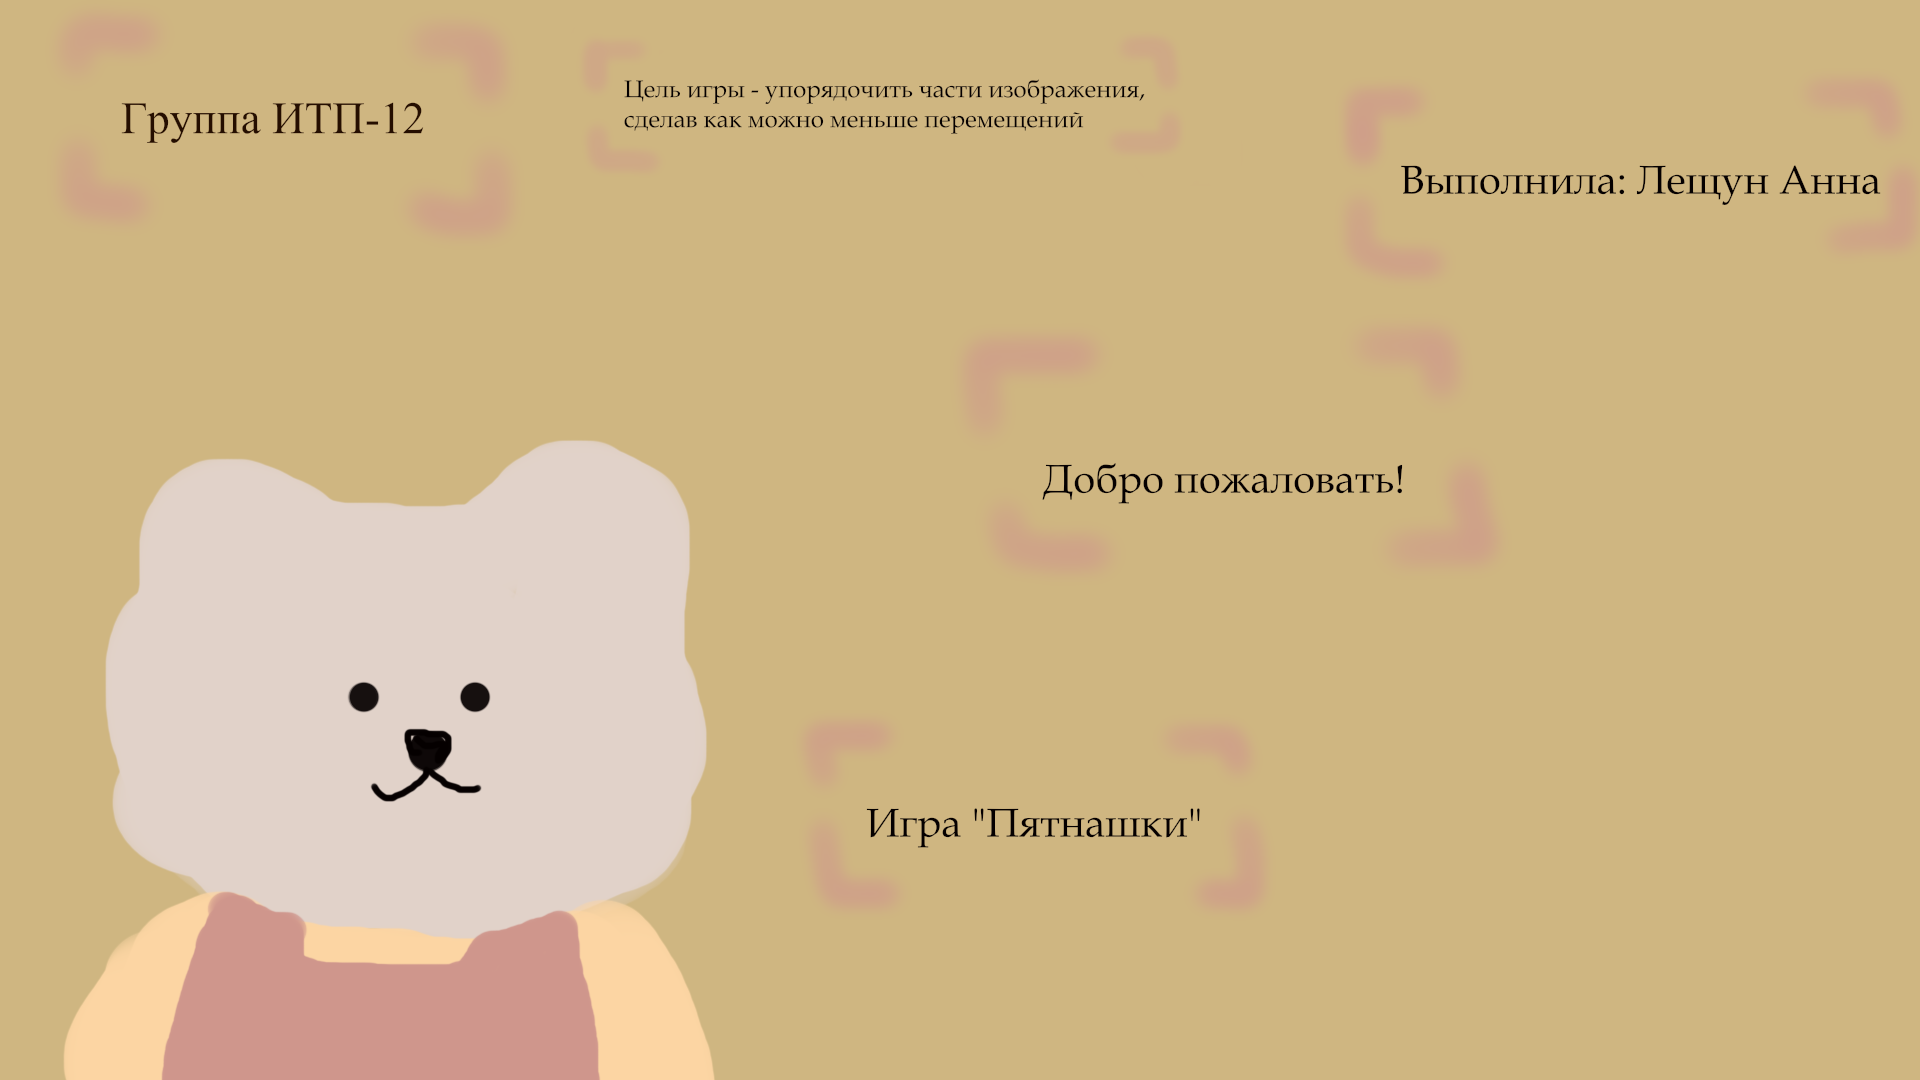 Группа ИТП-12
Цель игры - упорядочить части изображения,
сделав как можно меньше перемещений
Выполнила: Лещун Анна
Добро пожаловать!
Игра "Пятнашки"